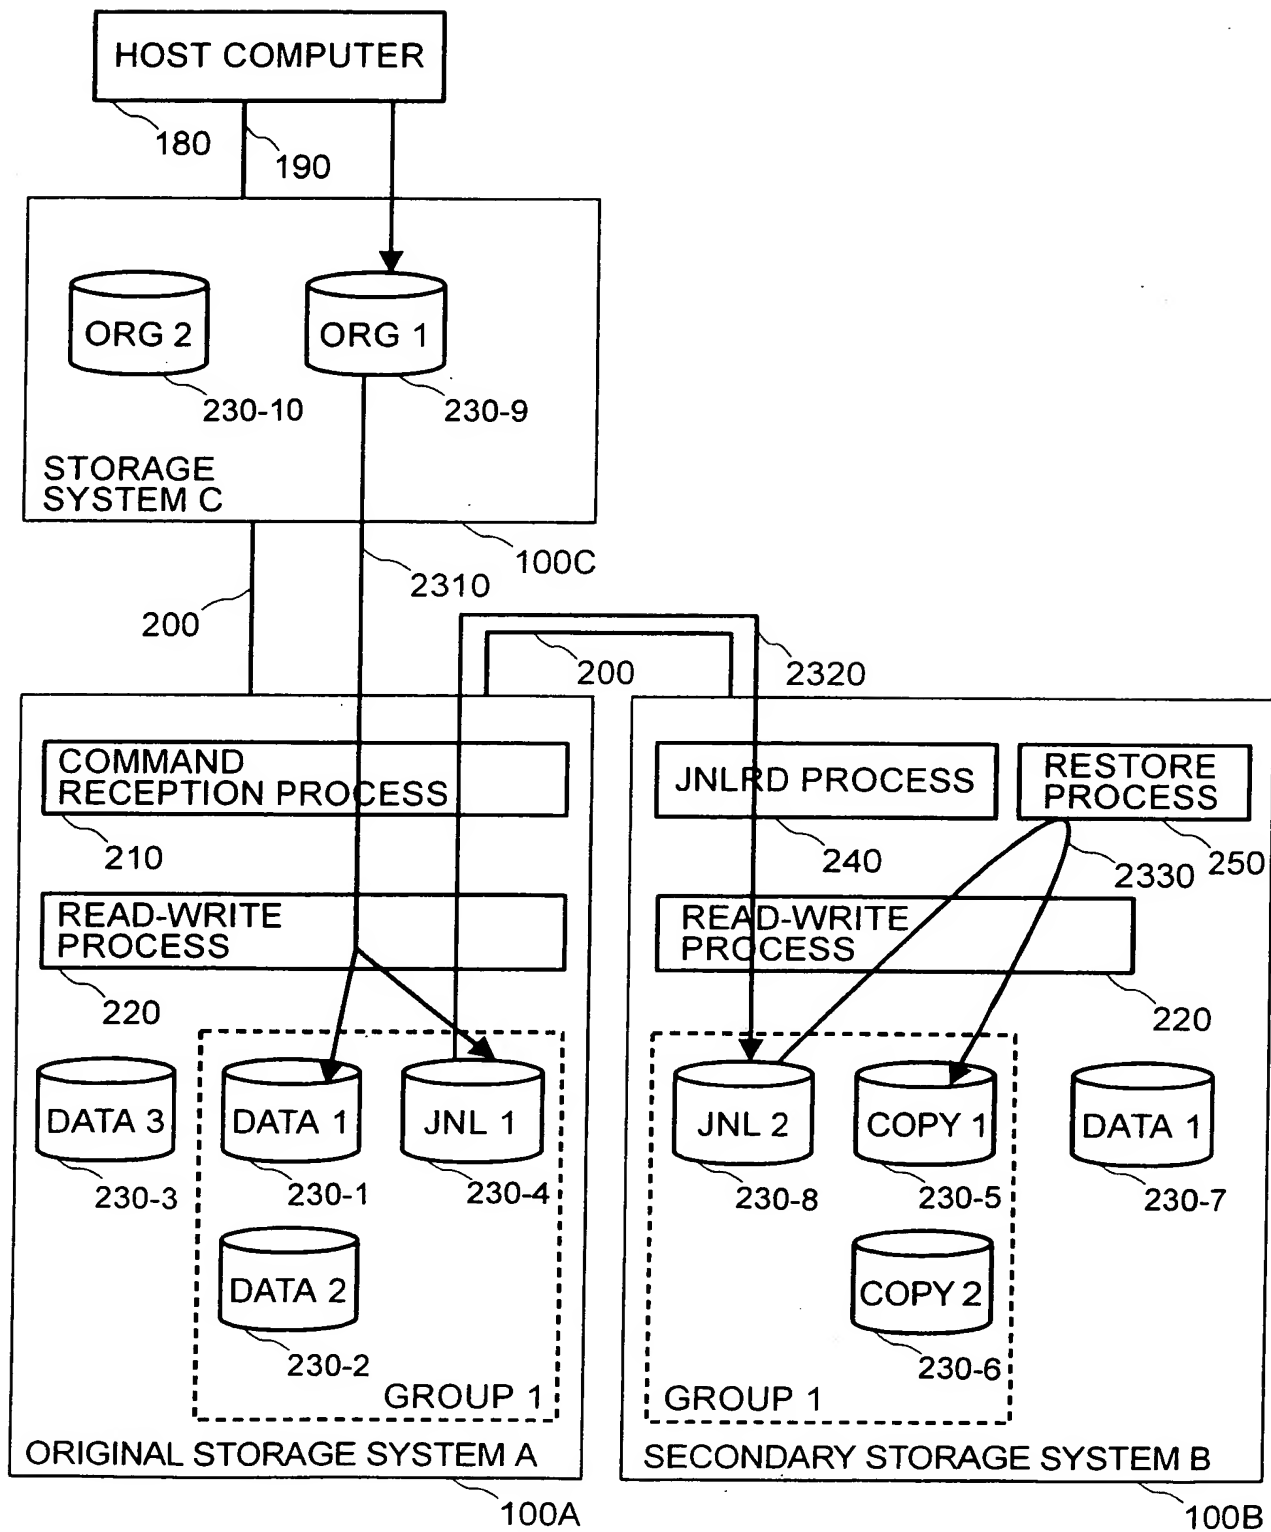 HOST COMPUTER
180
190
ORG 2
ORG 1
230-10
230-9
STORAGE
SYSTEM C
100C
2310
200
200
2320
COMMAND
RECEPTION PROCESS
210
JNLRD PROCESS
240
RESTORE
PROCESS
250
2330
READ-WRITE
PROCESS
220
READ-WRITE
PROCESS
220
DATA 3
230-3
DATA 1
230-1
JNL 1
230-4
JNL 2
230-8
COPY 1
230-5
DATA 1
230-7
DATA 2
230-2
COPY 2
230-6
GROUP 1
GROUP 1
ORIGINAL STORAGE SYSTEM A
SECONDARY STORAGE SYSTEM B
100A
100B